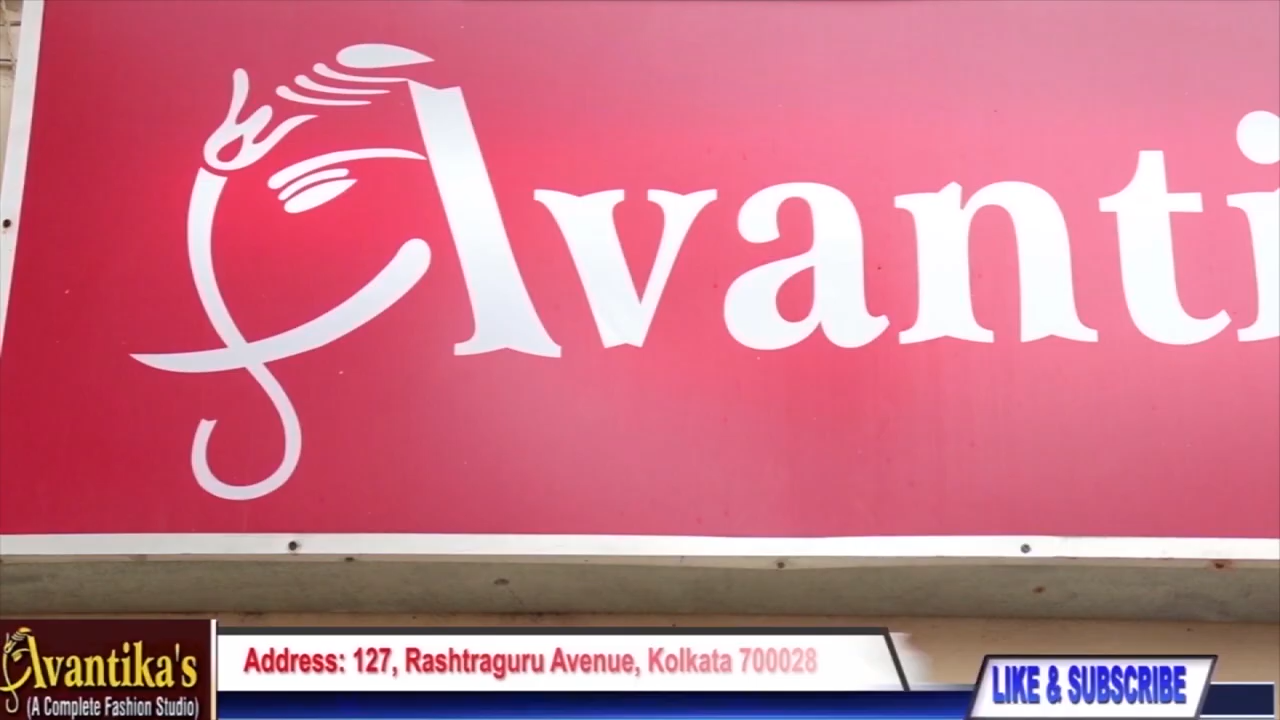 Avanti
Avantika's
(A Complete Fashion Studio)
Address: 127, Rashtraguru Avenue, Kolkata 700028
LIKE & SUBSCRIBE